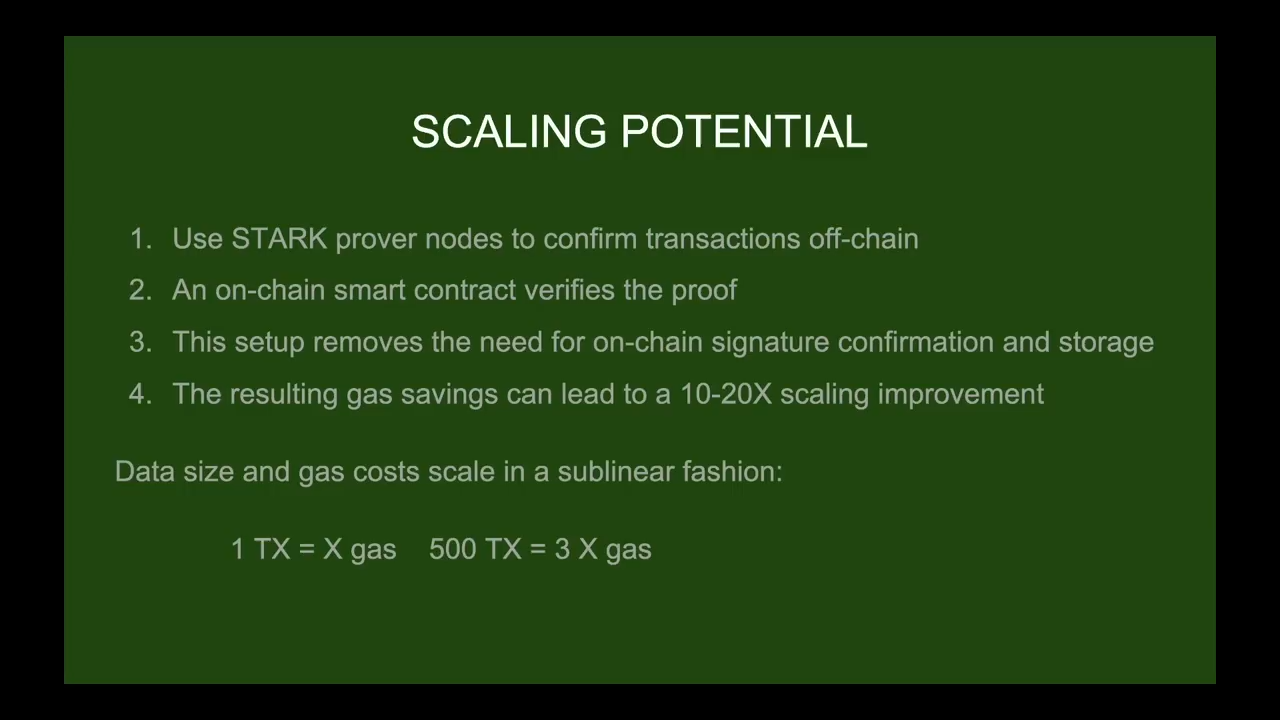 SCALING POTENTIAL
1. Use STARK prover nodes to confirm transactions off-chain
2. An on-chain smart contract verifies the proof
3. This setup removes the need for on-chain signature confirmation and storage
4. The resulting gas savings can lead to a 10-20X scaling improvement
Data size and gas costs scale in a sublinear fashion:
1 TX = X gas 500 TX = 3 X gas